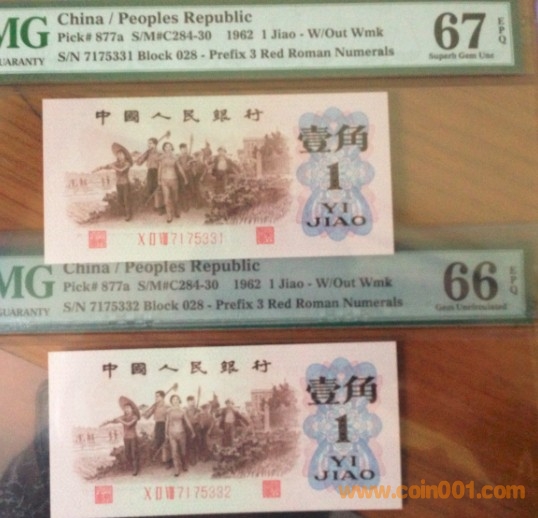 MG
GUARANTY
China / Peoples Republic
Pick# 877a S/M#C284-30 1962 1 Jiao - W/Out Wmk
S/N 7175331 Block 028 - Prefix 3 Red Roman Numerals
67
EPQ
Superb Gem Unc
中國人民銀行
壹角
1
YI
JIAO
X II VIII 7175331
MG
GUARANTY
China / Peoples Republic
Pick# 877a S/M#C284-30 1962 1 Jiao - W/Out Wmk
S/N 7175332 Block 028 - Prefix 3 Red Roman Numerals
66
EPQ
Gem Uncirculated
中國人民銀行
壹角
1
YI
JIAO
X II VIII 7175332
www.coin001.com